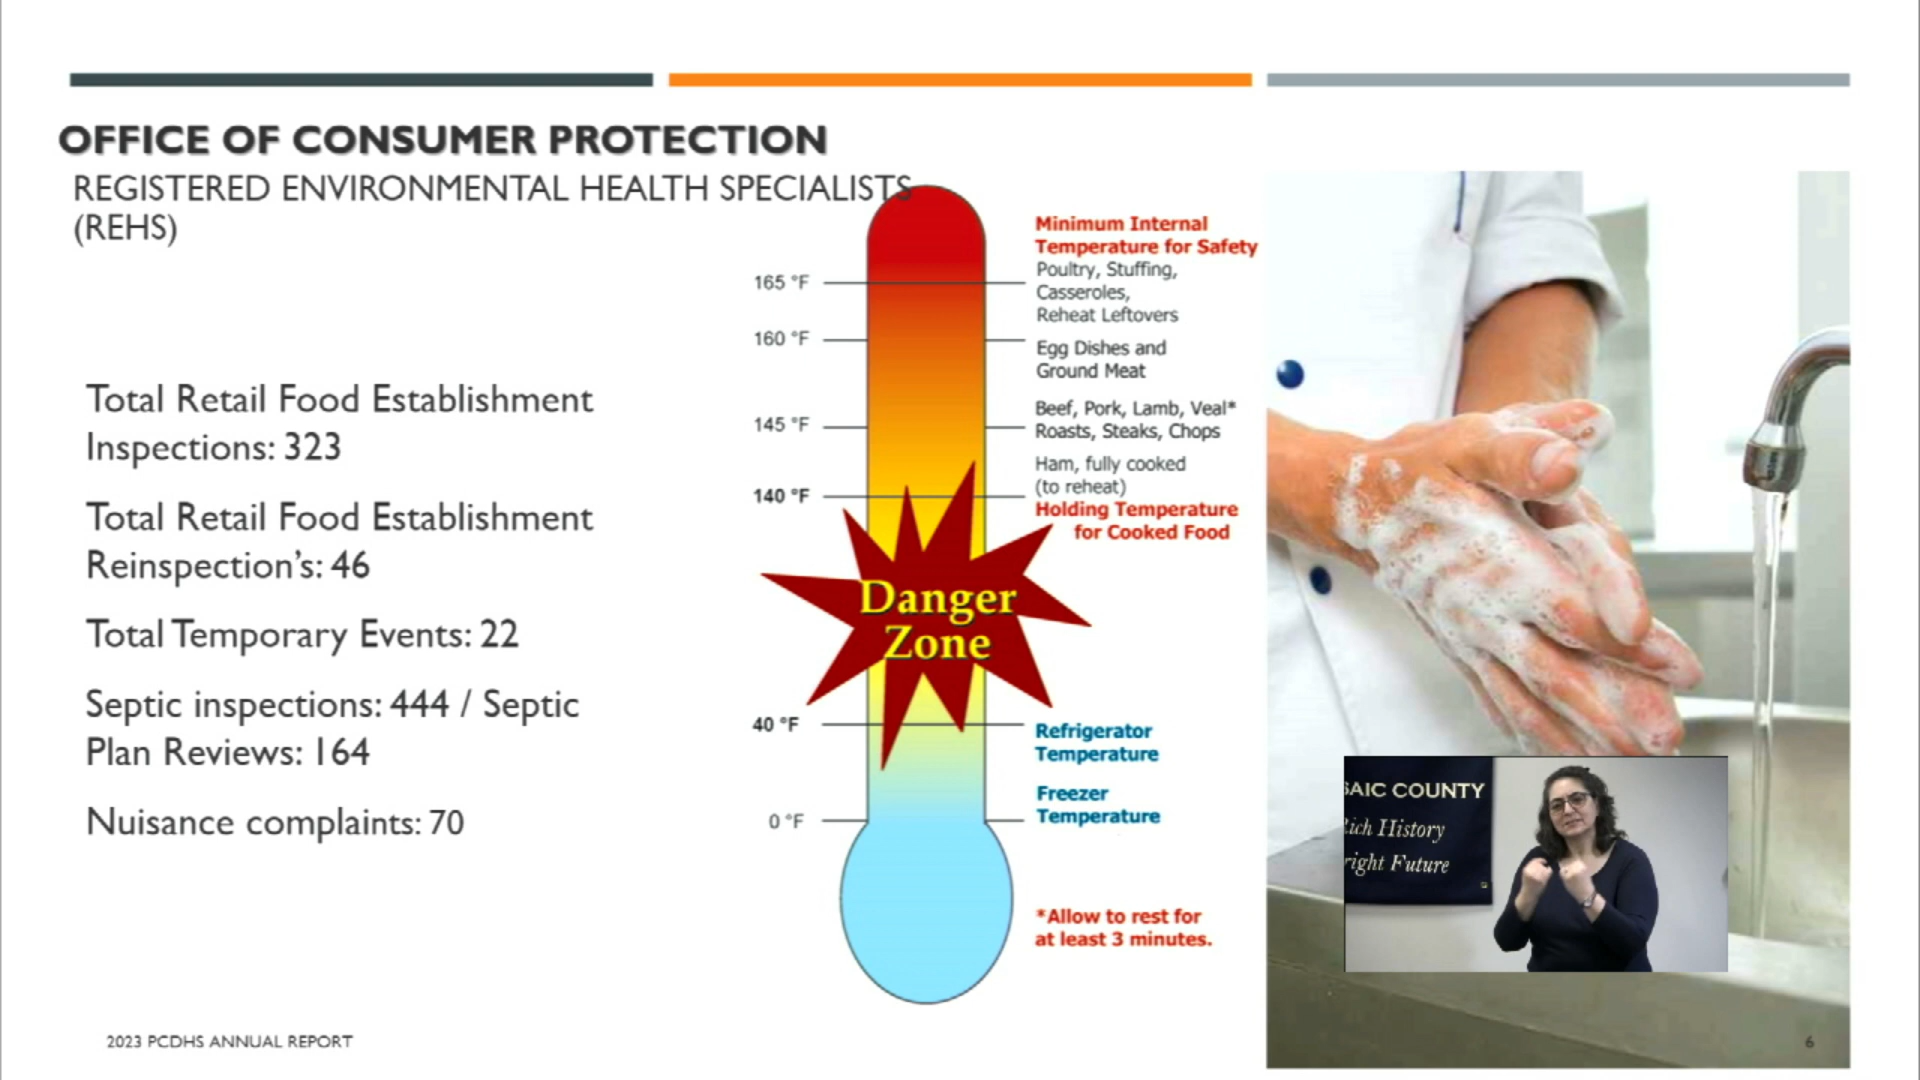 OFFICE OF CONSUMER PROTECTION
REGISTERED ENVIRONMENTAL HEALTH SPECIALISTS
(REHS)
Total Retail Food Establishment
Inspections: 323
Total Retail Food Establishment
Reinspection’s: 46
Total Temporary Events: 22
Septic inspections: 444 / Septic
Plan Reviews: 164
Nuisance complaints: 70
165 °F
160 °F
145 °F
140 °F
40 °F
0 °F
Danger
Zone
Minimum Internal
Temperature for Safety
Poultry, Stuffing,
Casseroles,
Reheat Leftovers
Egg Dishes and
Ground Meat
Beef, Pork, Lamb, Veal*
Roasts, Steaks, Chops
Ham, fully cooked
(to reheat)
Holding Temperature
for Cooked Food
Refrigerator
Temperature
Freezer
Temperature
*Allow to rest for
at least 3 minutes.
SAIC COUNTY
Rich History
right Future
2023 PCDHS ANNUAL REPORT
6